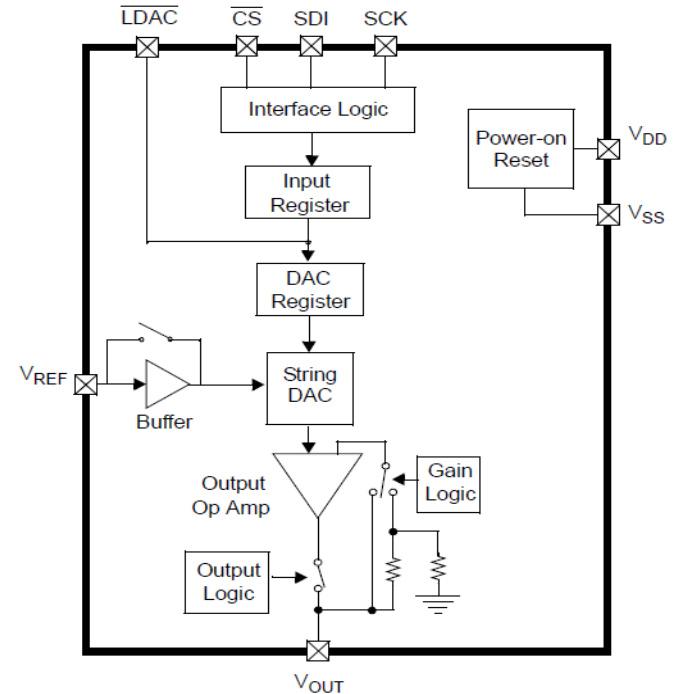 LDAC CS SDI SCK
Interface Logic
Power-on
Reset
VDD
VSS
Input
Register
DAC
Register
VREF
Buffer
String
DAC
Output
Op Amp
Gain
Logic
Output
Logic
VOUT